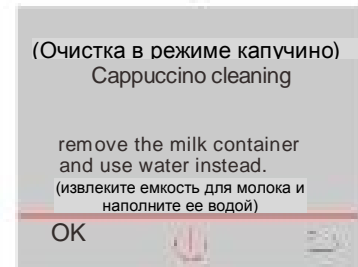 (Очистка в режиме капучино)
Cappuccino cleaning
remove the milk container
and use water instead.
(извлеките емкость для молока и
наполните ее водой)
OK